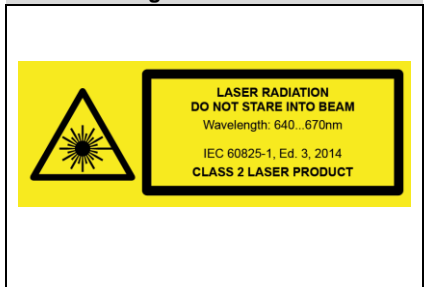 LASER RADIATION
DO NOT STARE INTO BEAM
Wavelength: 640...670nm
IEC 60825-1, Ed. 3, 2014
CLASS 2 LASER PRODUCT